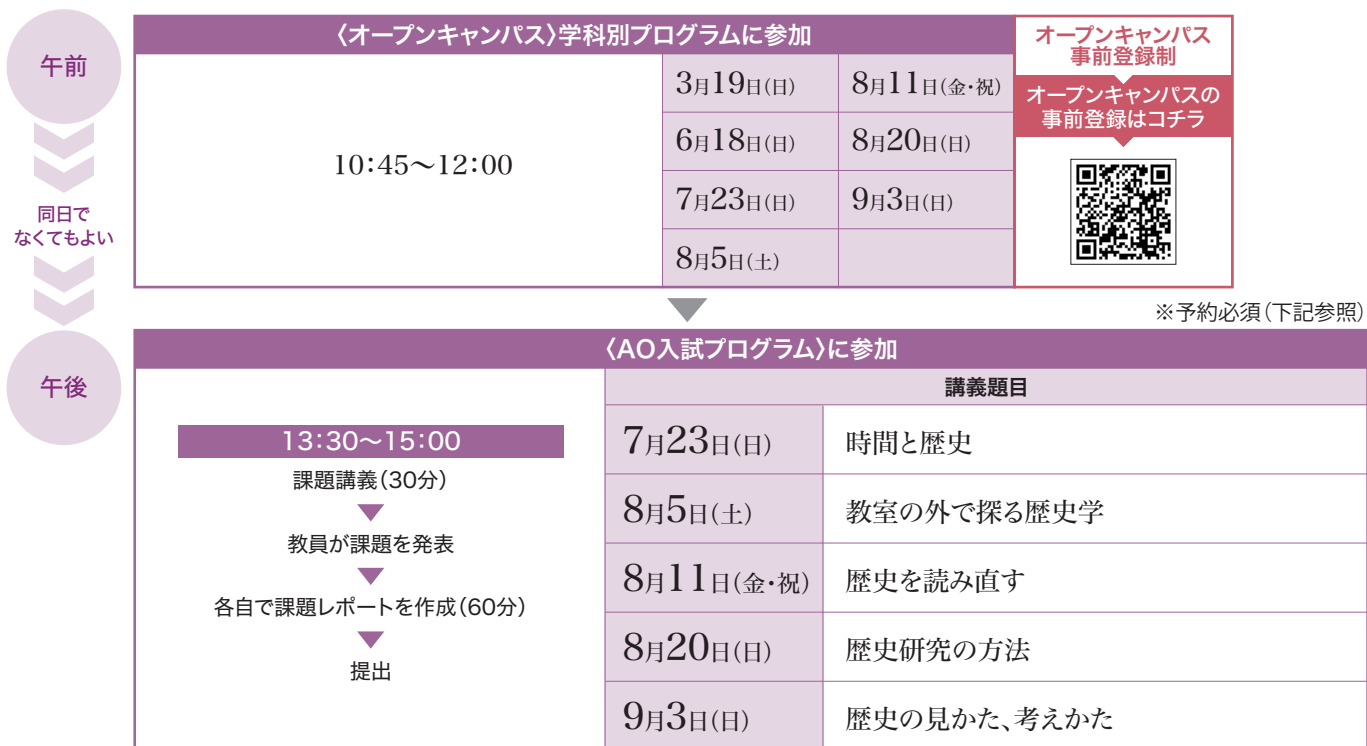 午前
〈オープンキャンパス〉学科別プログラムに参加
10：45〜12：00
3月19日(日)
8月11日(金・祝)
6月18日(日)
8月20日(日)
7月23日(日)
9月3日(日)
8月5日(土)
オープンキャンパス
事前登録制
オープンキャンパスの
事前登録はコチラ
同日で
なくてもよい
※予約必須(下記参照)
午後
〈AO入試プログラム〉に参加
13：30〜15：00
課題講義(30分)
教員が課題を発表
各自で課題レポートを作成(60分)
提出
講義題目
7月23日(日)
時間と歴史
8月5日(土)
教室の外で探る歴史学
8月11日(金・祝)
歴史を読み直す
8月20日(日)
歴史研究の方法
9月3日(日)
歴史の見かた、考えかた